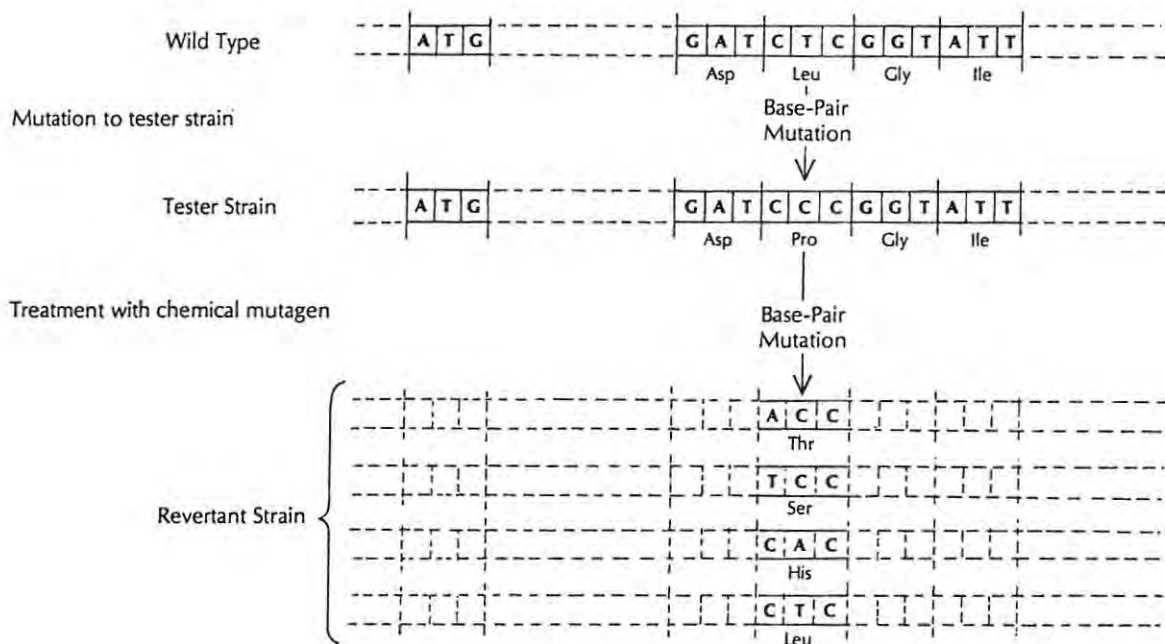 Wild Type
A T G
G A T C T C G G T A T T
Asp Leu Gly Ile
Mutation to tester strain
Base-Pair
Mutation
Tester Strain
A T G
G A T C C C G G T A T T
Asp Pro Gly Ile
Treatment with chemical mutagen
Base-Pair
Mutation
Revertant Strain
A C C
Thr
T C C
Ser
C A C
His
C T C
Leu